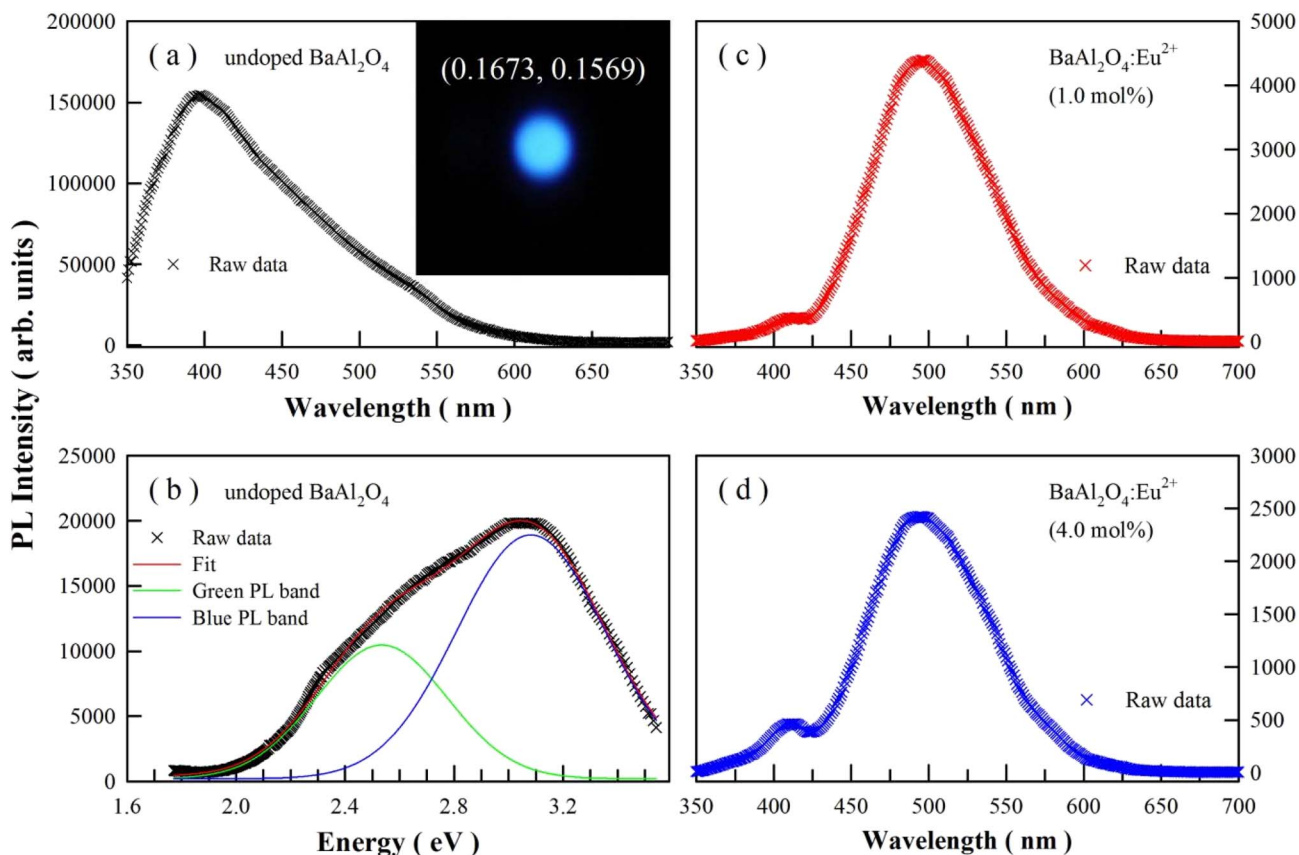 PL Intensity ( arb. units )
( a )
undoped BaAl₂O₄
(0.1673, 0.1569)
Raw data
200000
150000
100000
50000
0
350 400 450 500 550 600 650
Wavelength ( nm )
( c )
BaAl₂O₄:Eu²⁺
(1.0 mol%)
Raw data
5000
4000
3000
2000
1000
0
350 400 450 500 550 600 650 700
Wavelength ( nm )
( b )
undoped BaAl₂O₄
Raw data
Fit
Green PL band
Blue PL band
25000
20000
15000
10000
5000
0
1.6 2.0 2.4 2.8 3.2
Energy ( eV )
( d )
BaAl₂O₄:Eu²⁺
(4.0 mol%)
Raw data
3000
2500
2000
1500
1000
500
0
350 400 450 500 550 600 650 700
Wavelength ( nm )